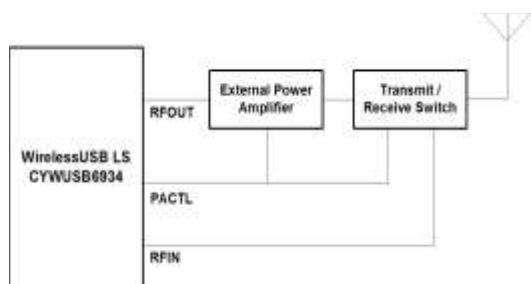 External Power
Amplifier
Transmit /
Receive Switch
RFOUT
WirelessUSB LS
CYWUSB6934
PACTL
RFIN